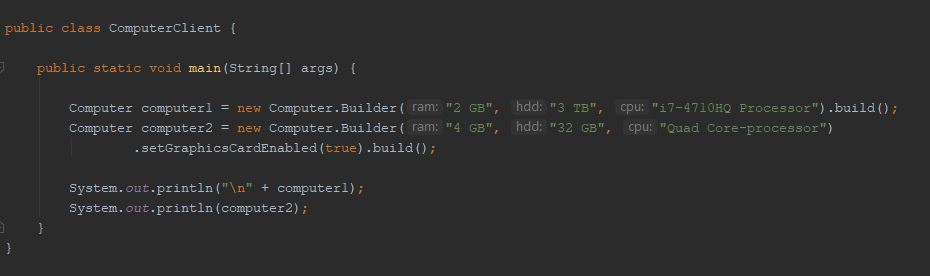 public class ComputerClient {
public static void main(String[] args) {
Computer computer1 = new Computer.Builder( ram: "2 GB", hdd: "3 TB", cpu: "i7-4710HQ Processor").build();
Computer computer2 = new Computer.Builder( ram: "4 GB", hdd: "32 GB", cpu: "Quad Core-processor")
.setGraphicsCardEnabled(true).build();
System.out.println("\n" + computer1);
System.out.println(computer2);
}
}